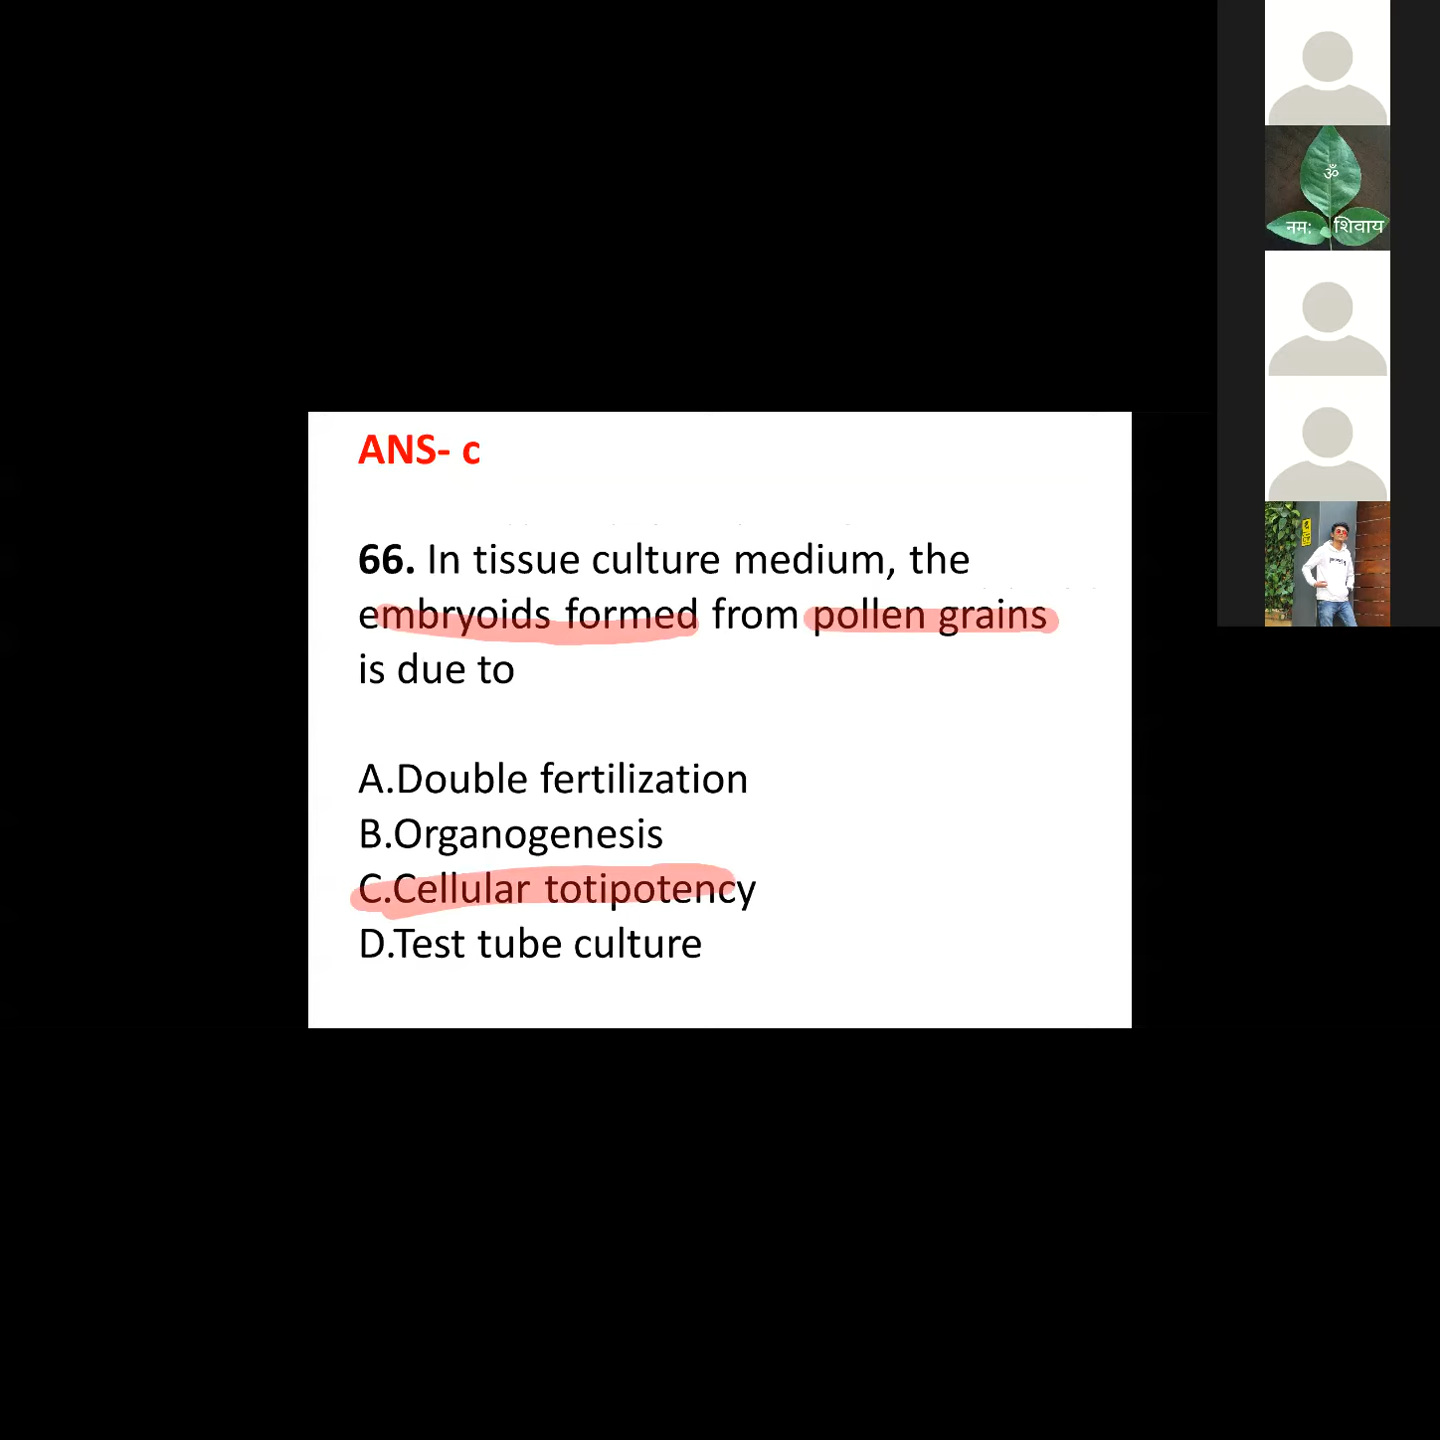 ANS- c
66. In tissue culture medium, the
embryoids formed from pollen grains
is due to
A.Double fertilization
B.Organogenesis
C.Cellular totipotency
D.Test tube culture
ॐ
नम: शिवाय